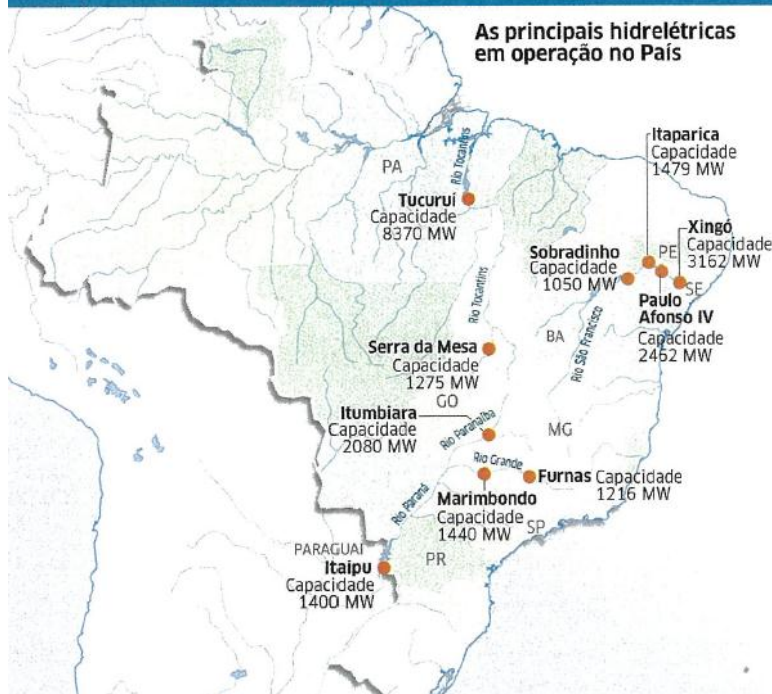 As principais hidrelétricas
em operação no País
Itaparica
Capacidade
1479 MW
PA
Rio Tocantins
Tucuruí
Capacidade
8370 MW
Xingó
Capacidade
3162 MW
PE
Sobradinho
Capacidade
1050 MW
SE
Paulo
Afonso IV
Capacidade
2462 MW
Rio Tocantins
BA
Rio São Francisco
Serra da Mesa
Capacidade
1275 MW
GO
Itumbiara
Capacidade
2080 MW
Rio Paranaíba
MG
Rio Grande
Furnas Capacidade
1216 MW
Marimbondo
Capacidade
1440 MW
Rio Paraná
SP
PARAGUAI
PR
Itaipu
Capacidade
1400 MW